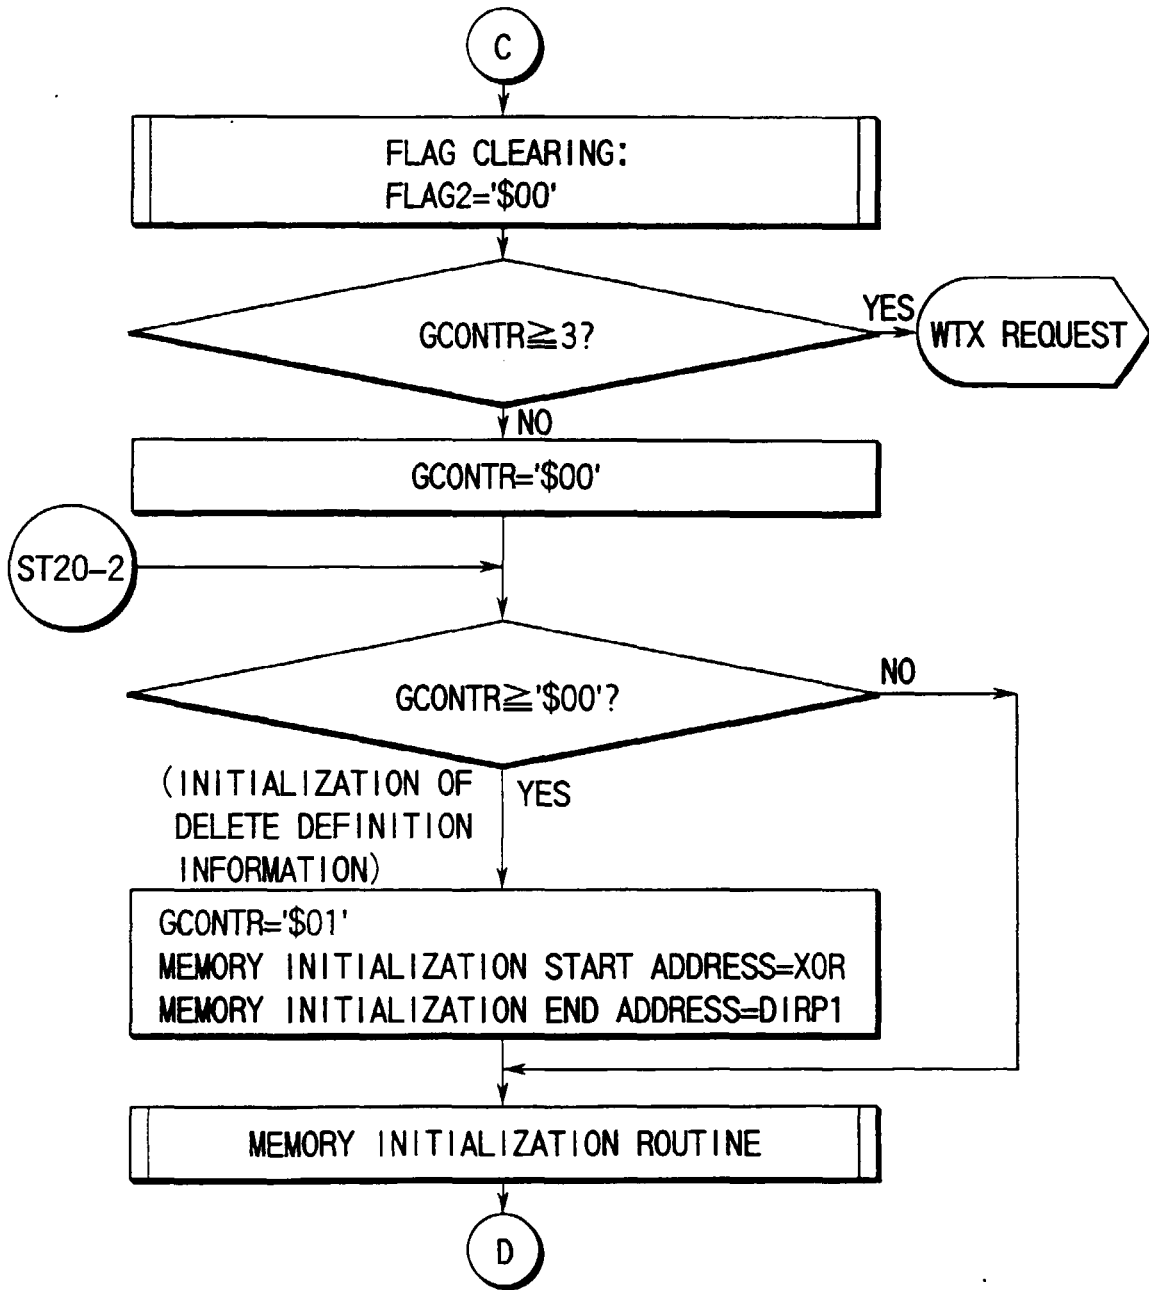 C
FLAG CLEARING:
FLAG2='$00'
GCONTR≧3?
YES
WTX REQUEST
NO
GCONTR='$00'
ST20-2
GCONTR≧'$00'?
NO
(INITIALIZATION OF
DELETE DEFINITION
INFORMATION)
YES
GCONTR='$01'
MEMORY INITIALIZATION START ADDRESS=XOR
MEMORY INITIALIZATION END ADDRESS=DIRP1
MEMORY INITIALIZATION ROUTINE
D